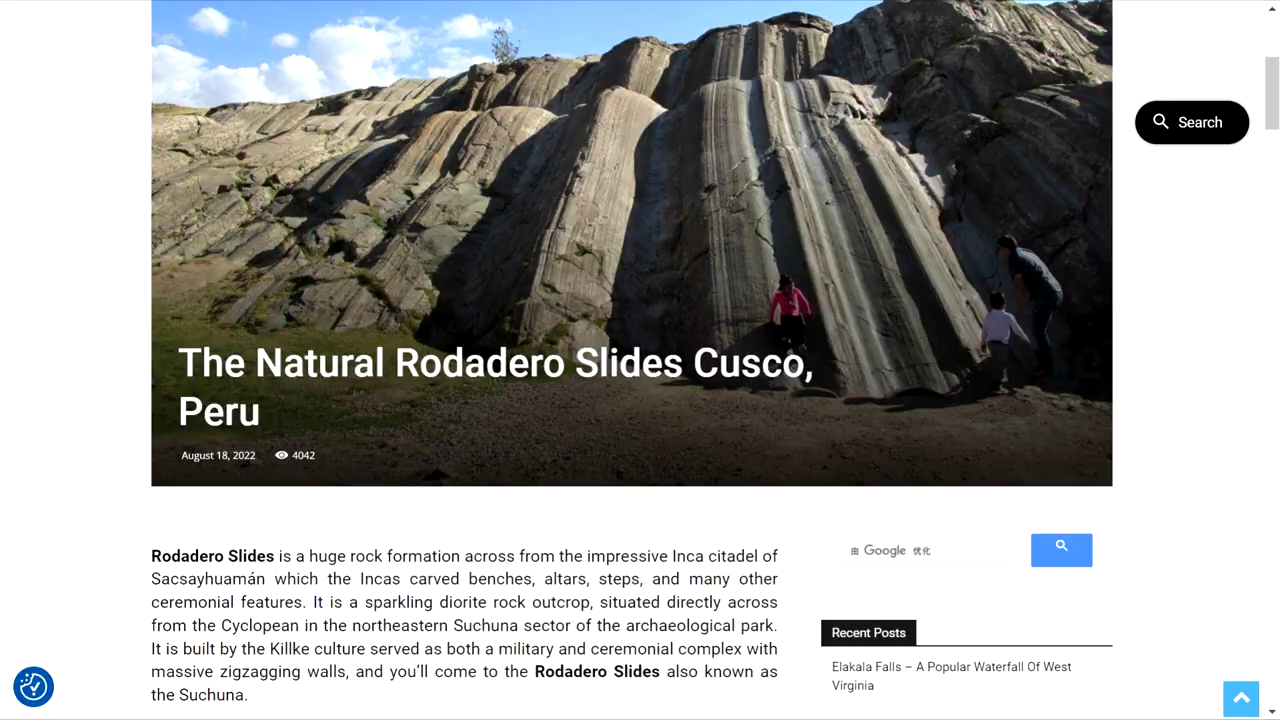 Search
The Natural Rodadero Slides Cusco,
Peru
August 18, 2022 4042
Rodadero Slides is a huge rock formation across from the impressive Inca citadel of
Sacsayhuamán which the Incas carved benches, altars, steps, and many other
ceremonial features. It is a sparkling diorite rock outcrop, situated directly across
from the Cyclopean in the northeastern Suchuna sector of the archaeological park.
It is built by the Killke culture served as both a military and ceremonial complex with
massive zigzagging walls, and you’ll come to the Rodadero Slides also known as
the Suchuna.
由 Google 优化
Recent Posts
Elakala Falls – A Popular Waterfall Of West
Virginia